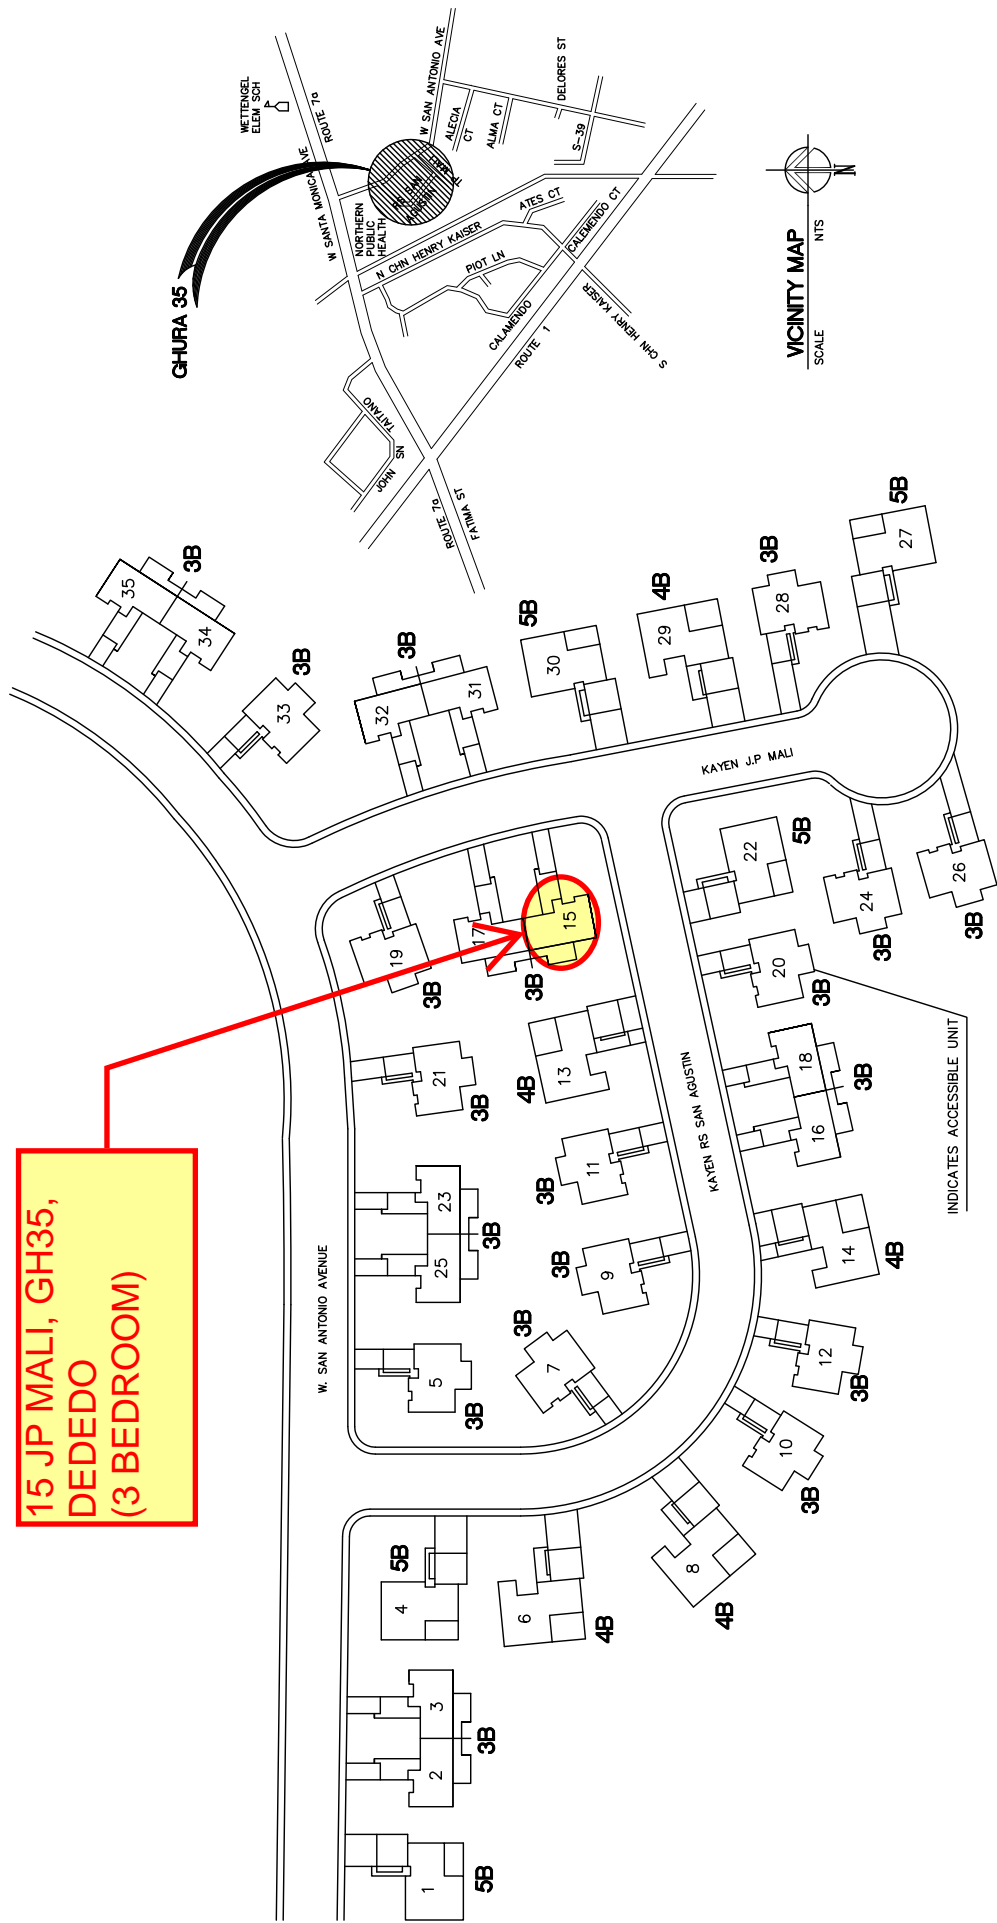 15 JP MALI, GH35,
DEDEDO
(3 BEDROOM)
GHURA 35
WETTENGEL
ELEM SCH
W SANTA MONICA AVE
ROUTE 7a
W SAN ANTONIO AVE
ALECIA
CT
ALMA CT
DELORES ST
S-39
RS SAN
AGUSTIN
JP MALI
NORTHERN
PUBLIC
HEALTH
N CHN HENRY KAISER
ATES CT
PIOT LN
CALEMENDO CT
CALAMENDO
ROUTE 1
S CHN HENRY KAISER
TAITANO
JOHN SN
ROUTE 7a
FATIMA ST
VICINITY MAP
SCALE
NTS
N
W. SAN ANTONIO AVENUE
KAYEN RS SAN AGUSTIN
KAYEN J.P MALI
INDICATES ACCESSIBLE UNIT
1
5B
2
3
3B
4
5B
6
4B
8
4B
10
3B
12
3B
14
4B
16
18
3B
20
3B
22
5B
24
3B
26
3B
5
3B
7
3B
9
3B
11
3B
13
4B
15
17
3B
19
3B
21
3B
23
25
3B
27
5B
28
3B
29
4B
30
5B
31
32
3B
33
3B
34
35
3B